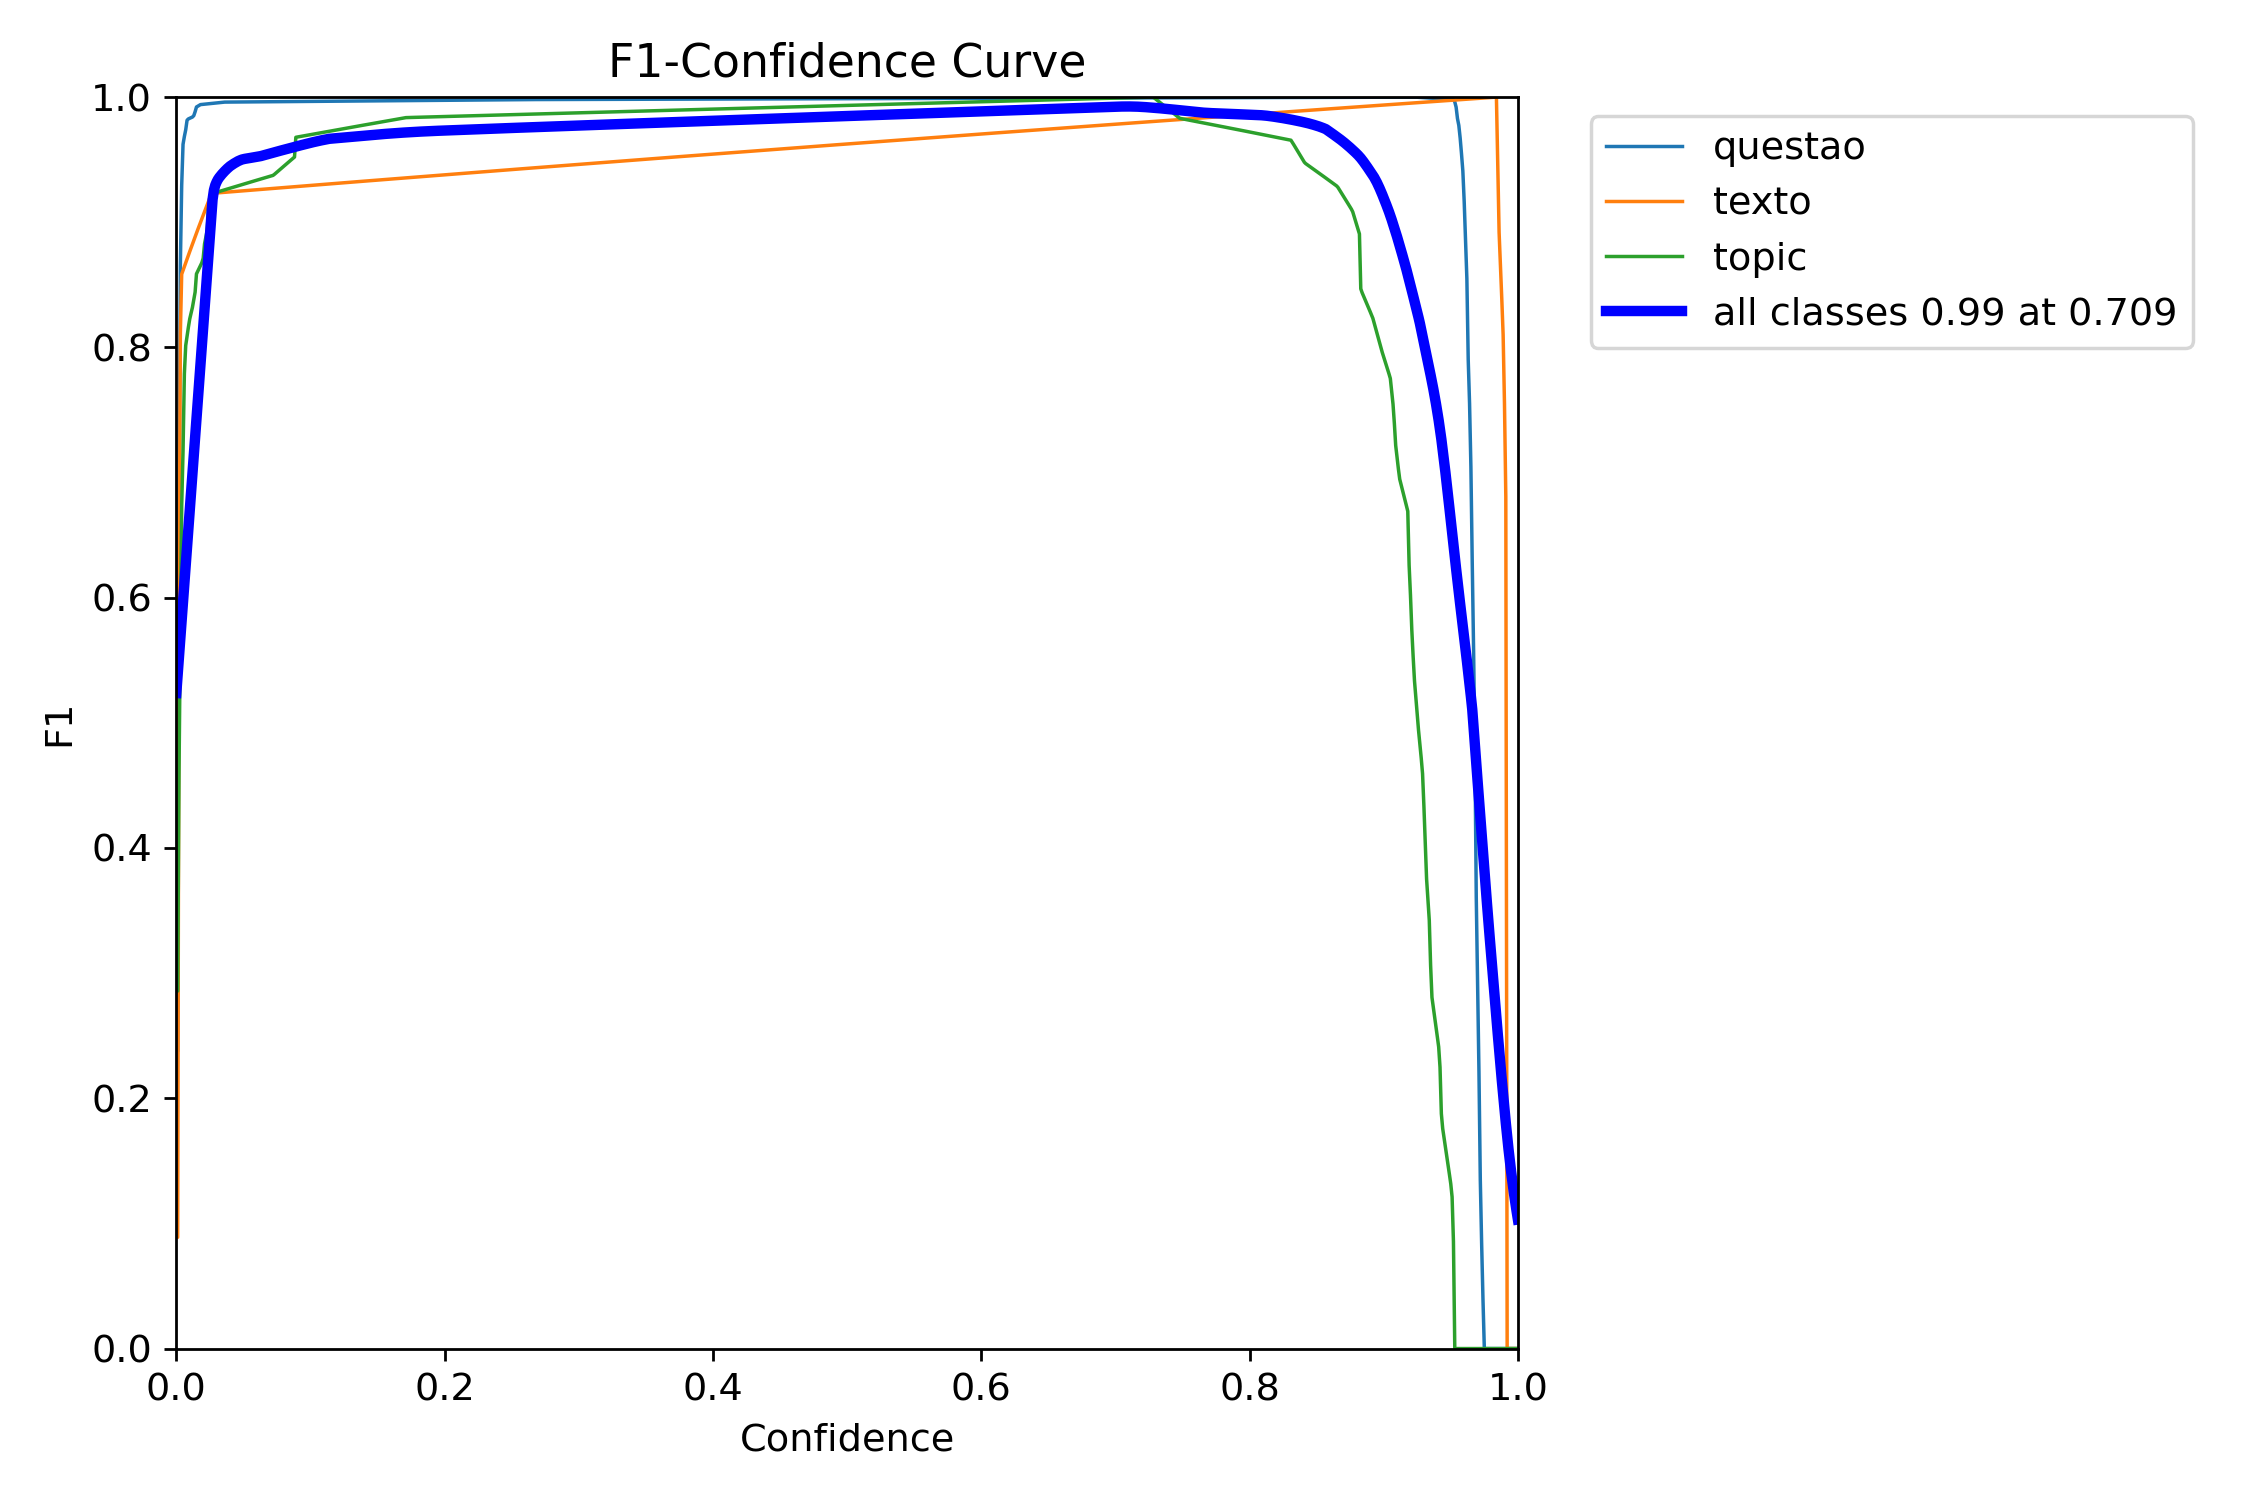 F1-Confidence Curve
1.0
0.8
0.6
0.4
0.2
0.0
F1
0.0 0.2 0.4 0.6 0.8 1.0
Confidence
questao
texto
topic
all classes 0.99 at 0.709